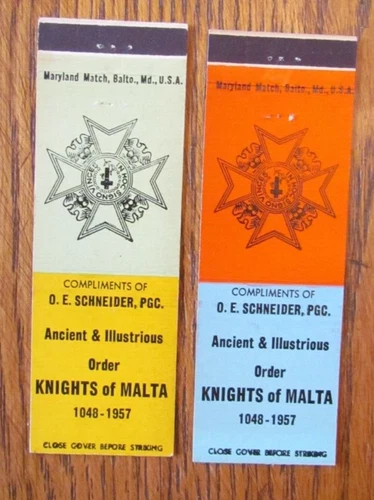 Maryland Match, Balto., Md., U.S.A.
COMPLIMENTS OF
O. E. SCHNEIDER, PGC.
Ancient & Illustrious
Order
KNIGHTS of MALTA
1048-1957
CLOSE COVER BEFORE STRIKING
Maryland Match, Balto., Md., U.S.A.
COMPLIMENTS OF
O. E. SCHNEIDER, PGC.
Ancient & Illustrious
Order
KNIGHTS of MALTA
1048-1957
CLOSE COVER BEFORE STRIKING